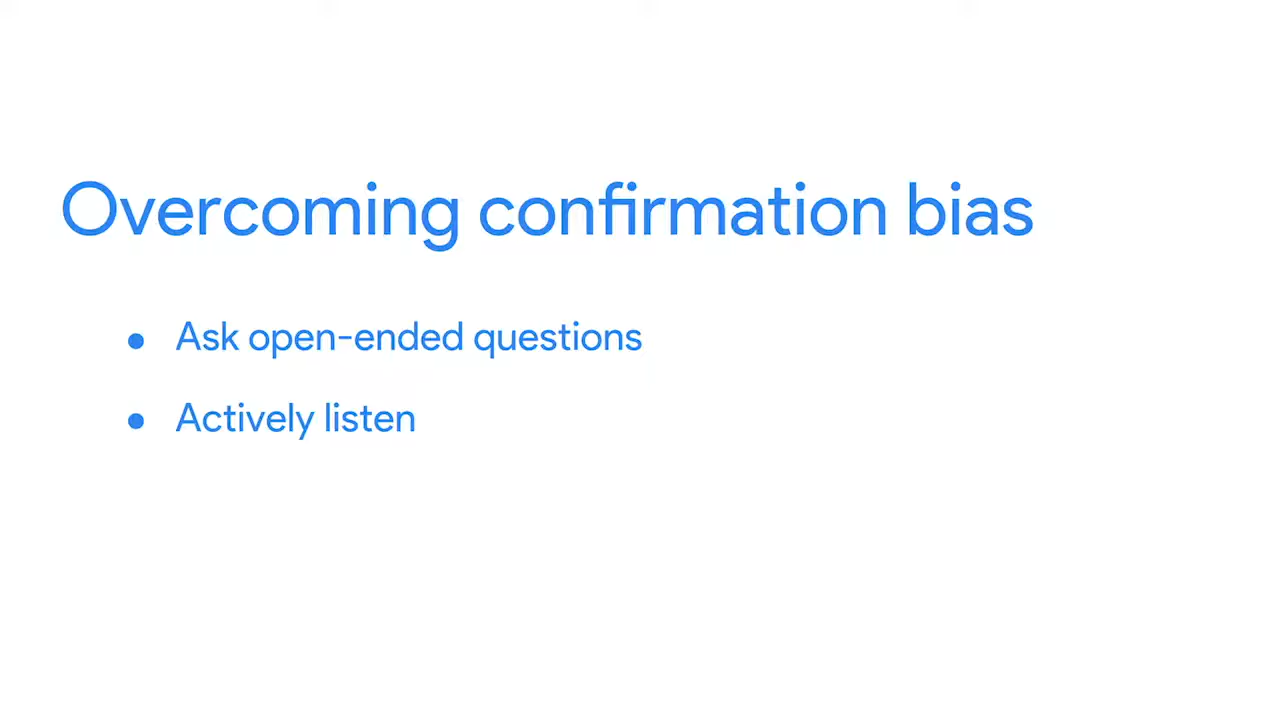 Overcoming confirmation bias
● Ask open-ended questions
● Actively listen